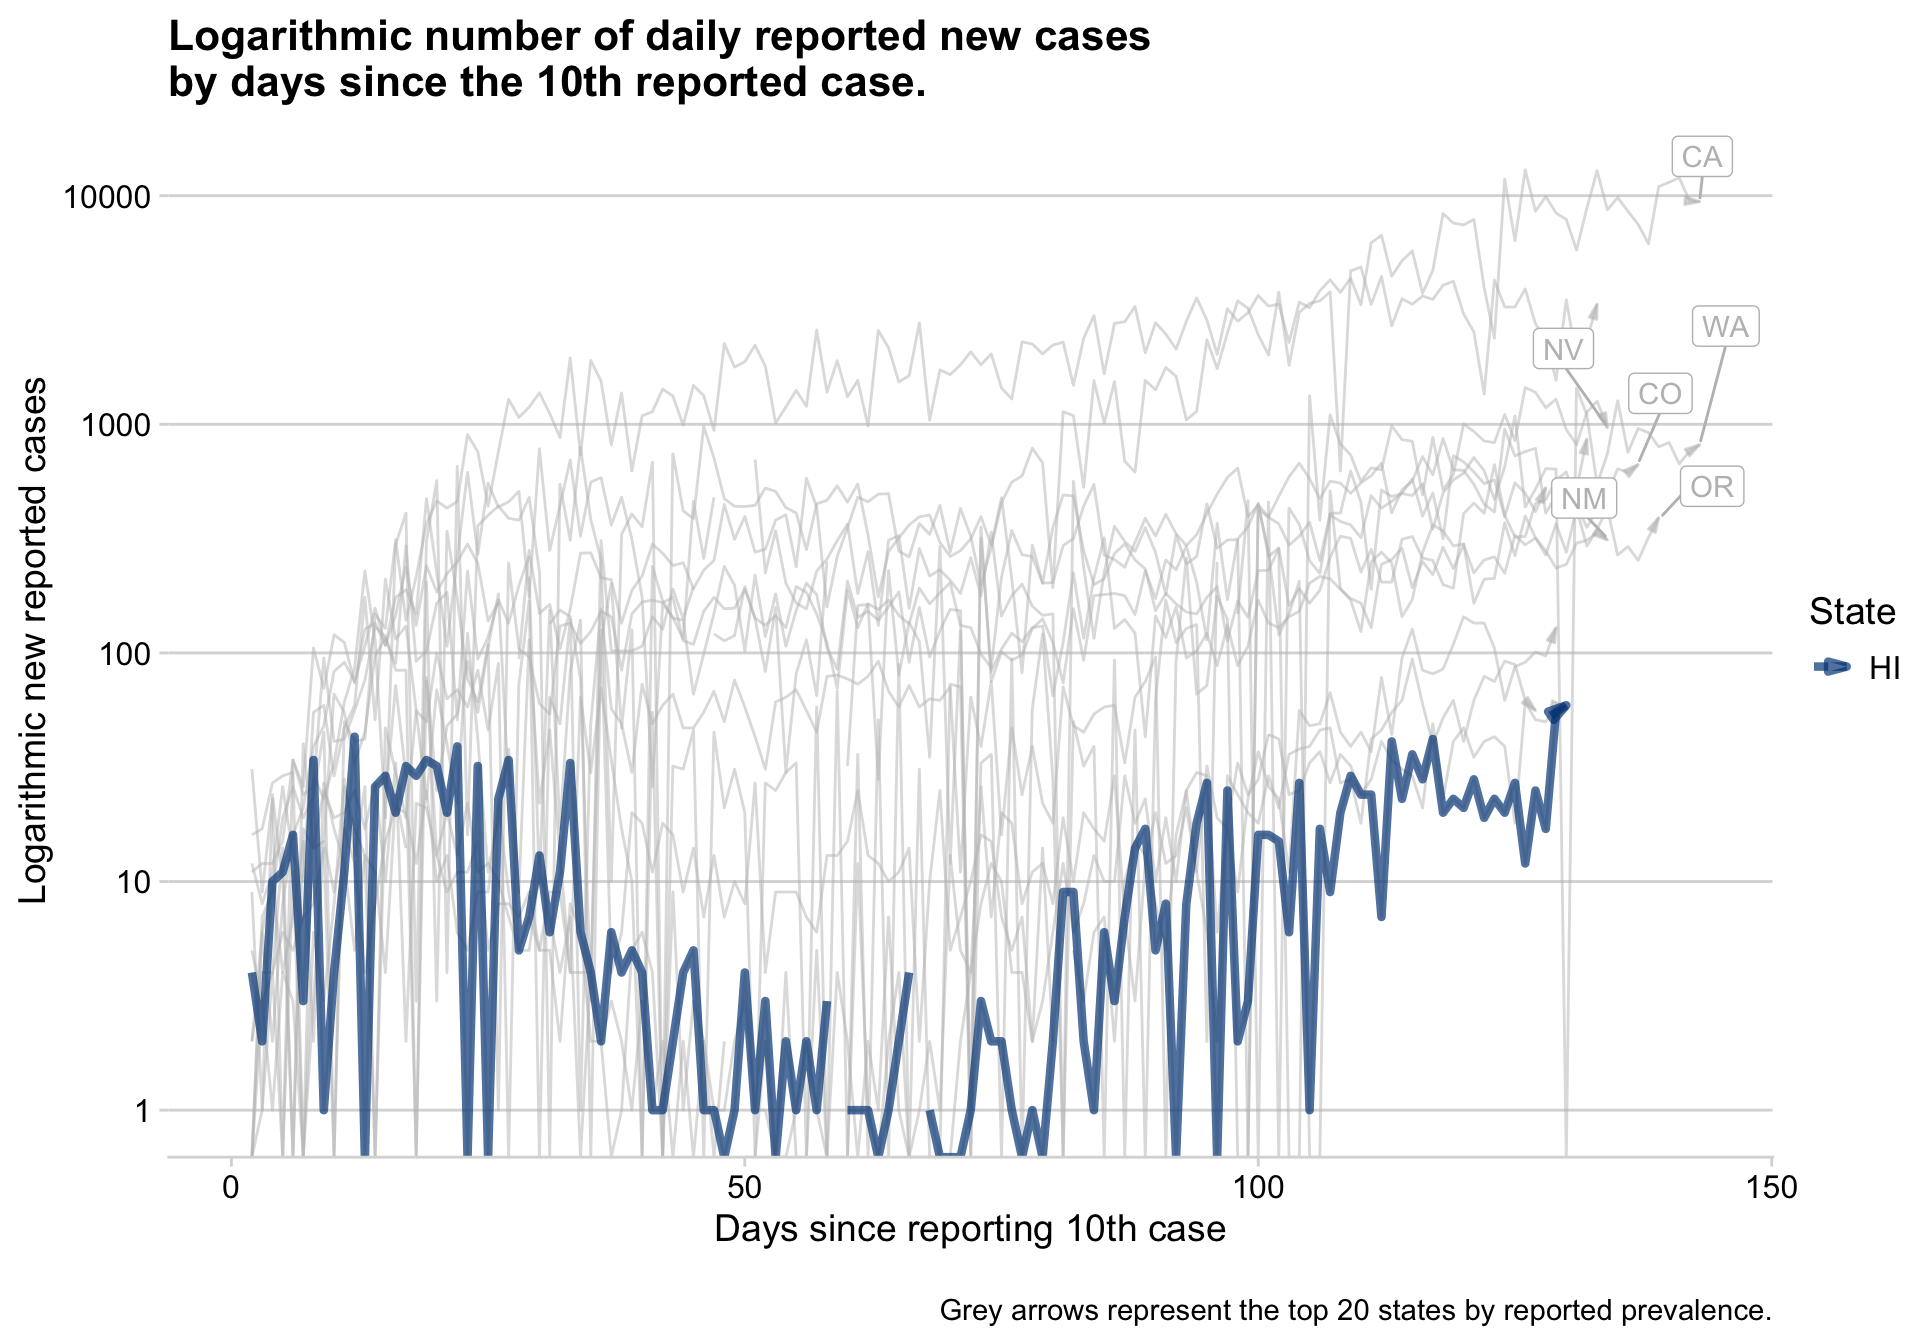 Logarithmic number of daily reported new cases
by days since the 10th reported case.
CA
10000
WA
NV
CO
1000
OR
NM
Logarithmic new reported cases
State
100
HI
10
1
0 50 100 150
Days since reporting 10th case
Grey arrows represent the top 20 states by reported prevalence.